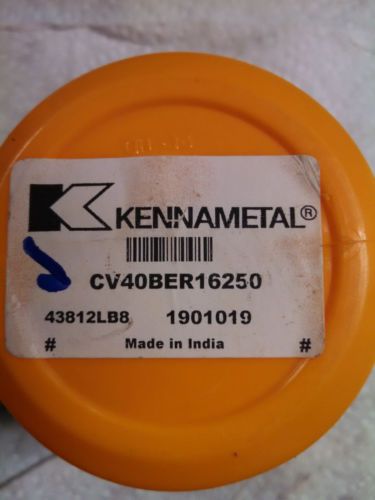 KENNAMETAL®
CV40BER16250
43812LB8 1901019
# Made in India #